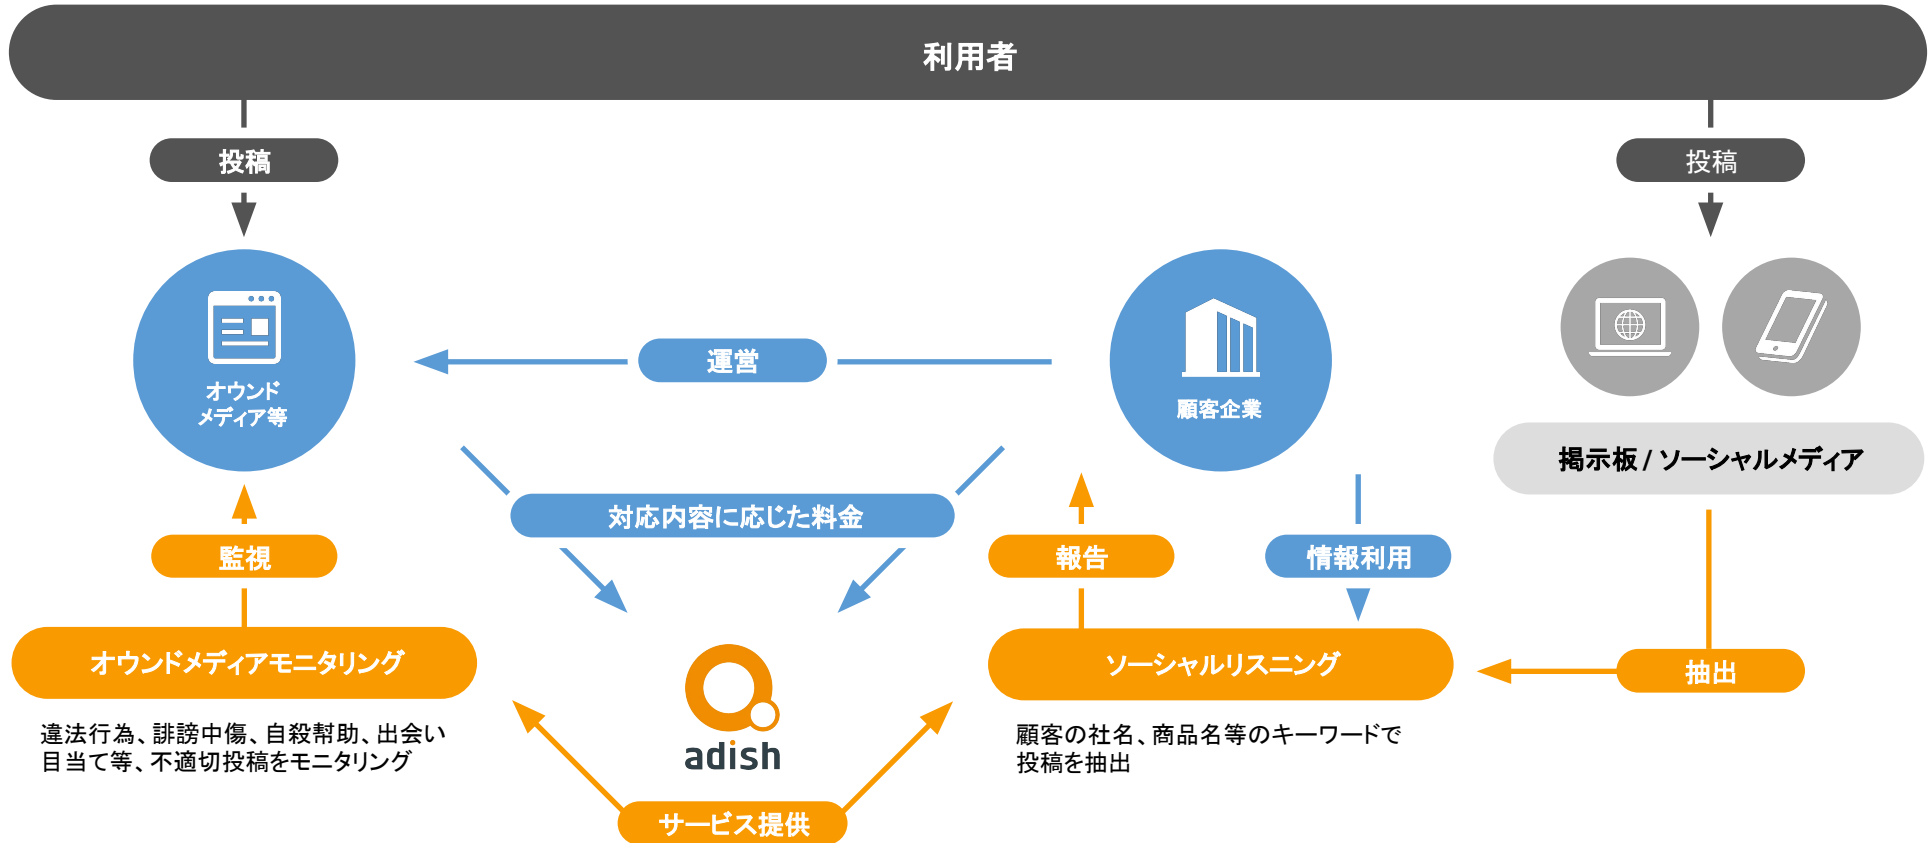 利用者
投稿
投稿
オウンド
メディア等
運営
顧客企業
掲示板 / ソーシャルメディア
対応内容に応じた料金
監視
報告
情報利用
オウンドメディアモニタリング
ソーシャルリスニング
抽出
違法行為、誹謗中傷、自殺幇助、出会い
目当て等、不適切投稿をモニタリング
adish
顧客の社名、商品名等のキーワードで
投稿を抽出
サービス提供